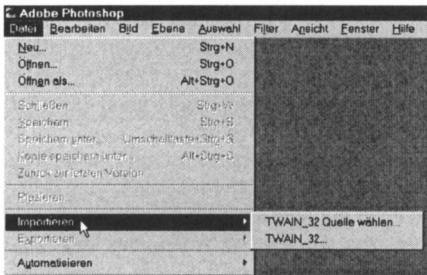 Adobe Photoshop
Datei Bearbeiten Bild Ebene Auswahl Filter Ansicht Fenster Hilfe
Neu... Strg+N
Öffnen... Strg+O
Öffnen als... Alt+Strg+O
Schließen Strg+W
Speichern Strg+S
Speichern unter... Umschalttaste+Strg+S
Kopie speichern unter... Alt+Strg+S
Zurück zur letzten Version
Plazieren...
Importieren TWAIN_32 Quelle wählen...
Exportieren TWAIN_32...
Automatisieren